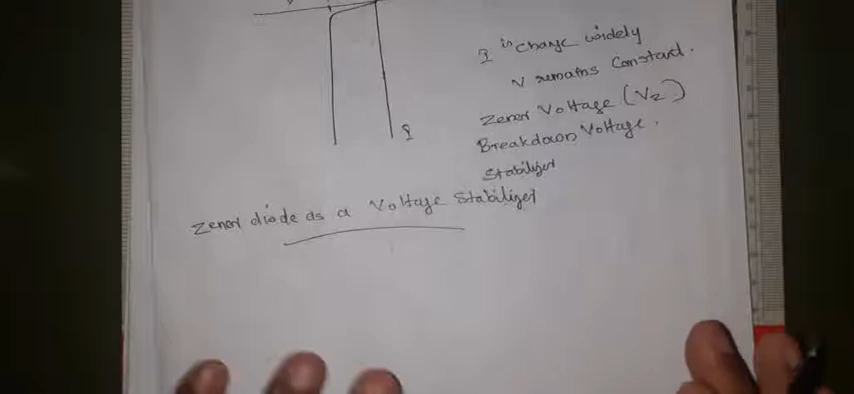 I is change widely
V remains constant.
Zener Voltage (Vz)
Breakdown Voltage.
Stabilizer
Zener diode as a Voltage Stabilizer